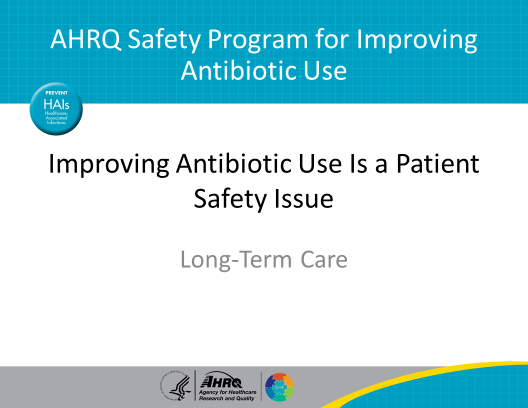 AHRQ Safety Program for Improving
Antibiotic Use
PREVENT
HAIs
Healthcare-
Associated
Infections
Improving Antibiotic Use Is a Patient
Safety Issue
Long-Term Care
AHRQ
Agency for Healthcare
Research and Quality